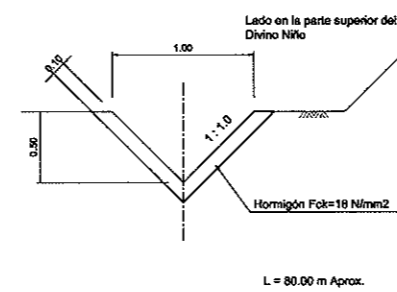 Lado en la parte superior del
Divino Niño
1.00
0.10
1 : 1.0
0.50
Hormigón Fck=18 N/mm2
L = 80.00 m Aprox.